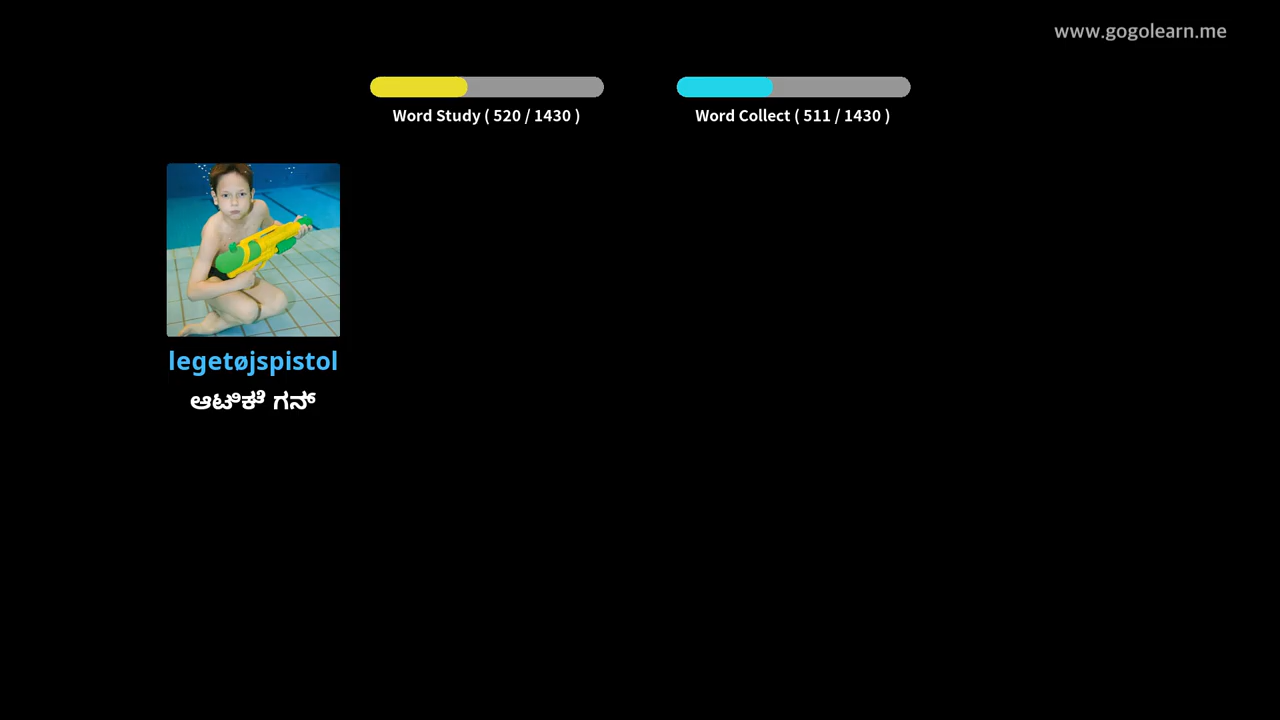 www.gogolearn.me
Word Study ( 520 / 1430 )
Word Collect ( 511 / 1430 )
legetøjspistol
ಆಟಿಕೆ ಗನ್